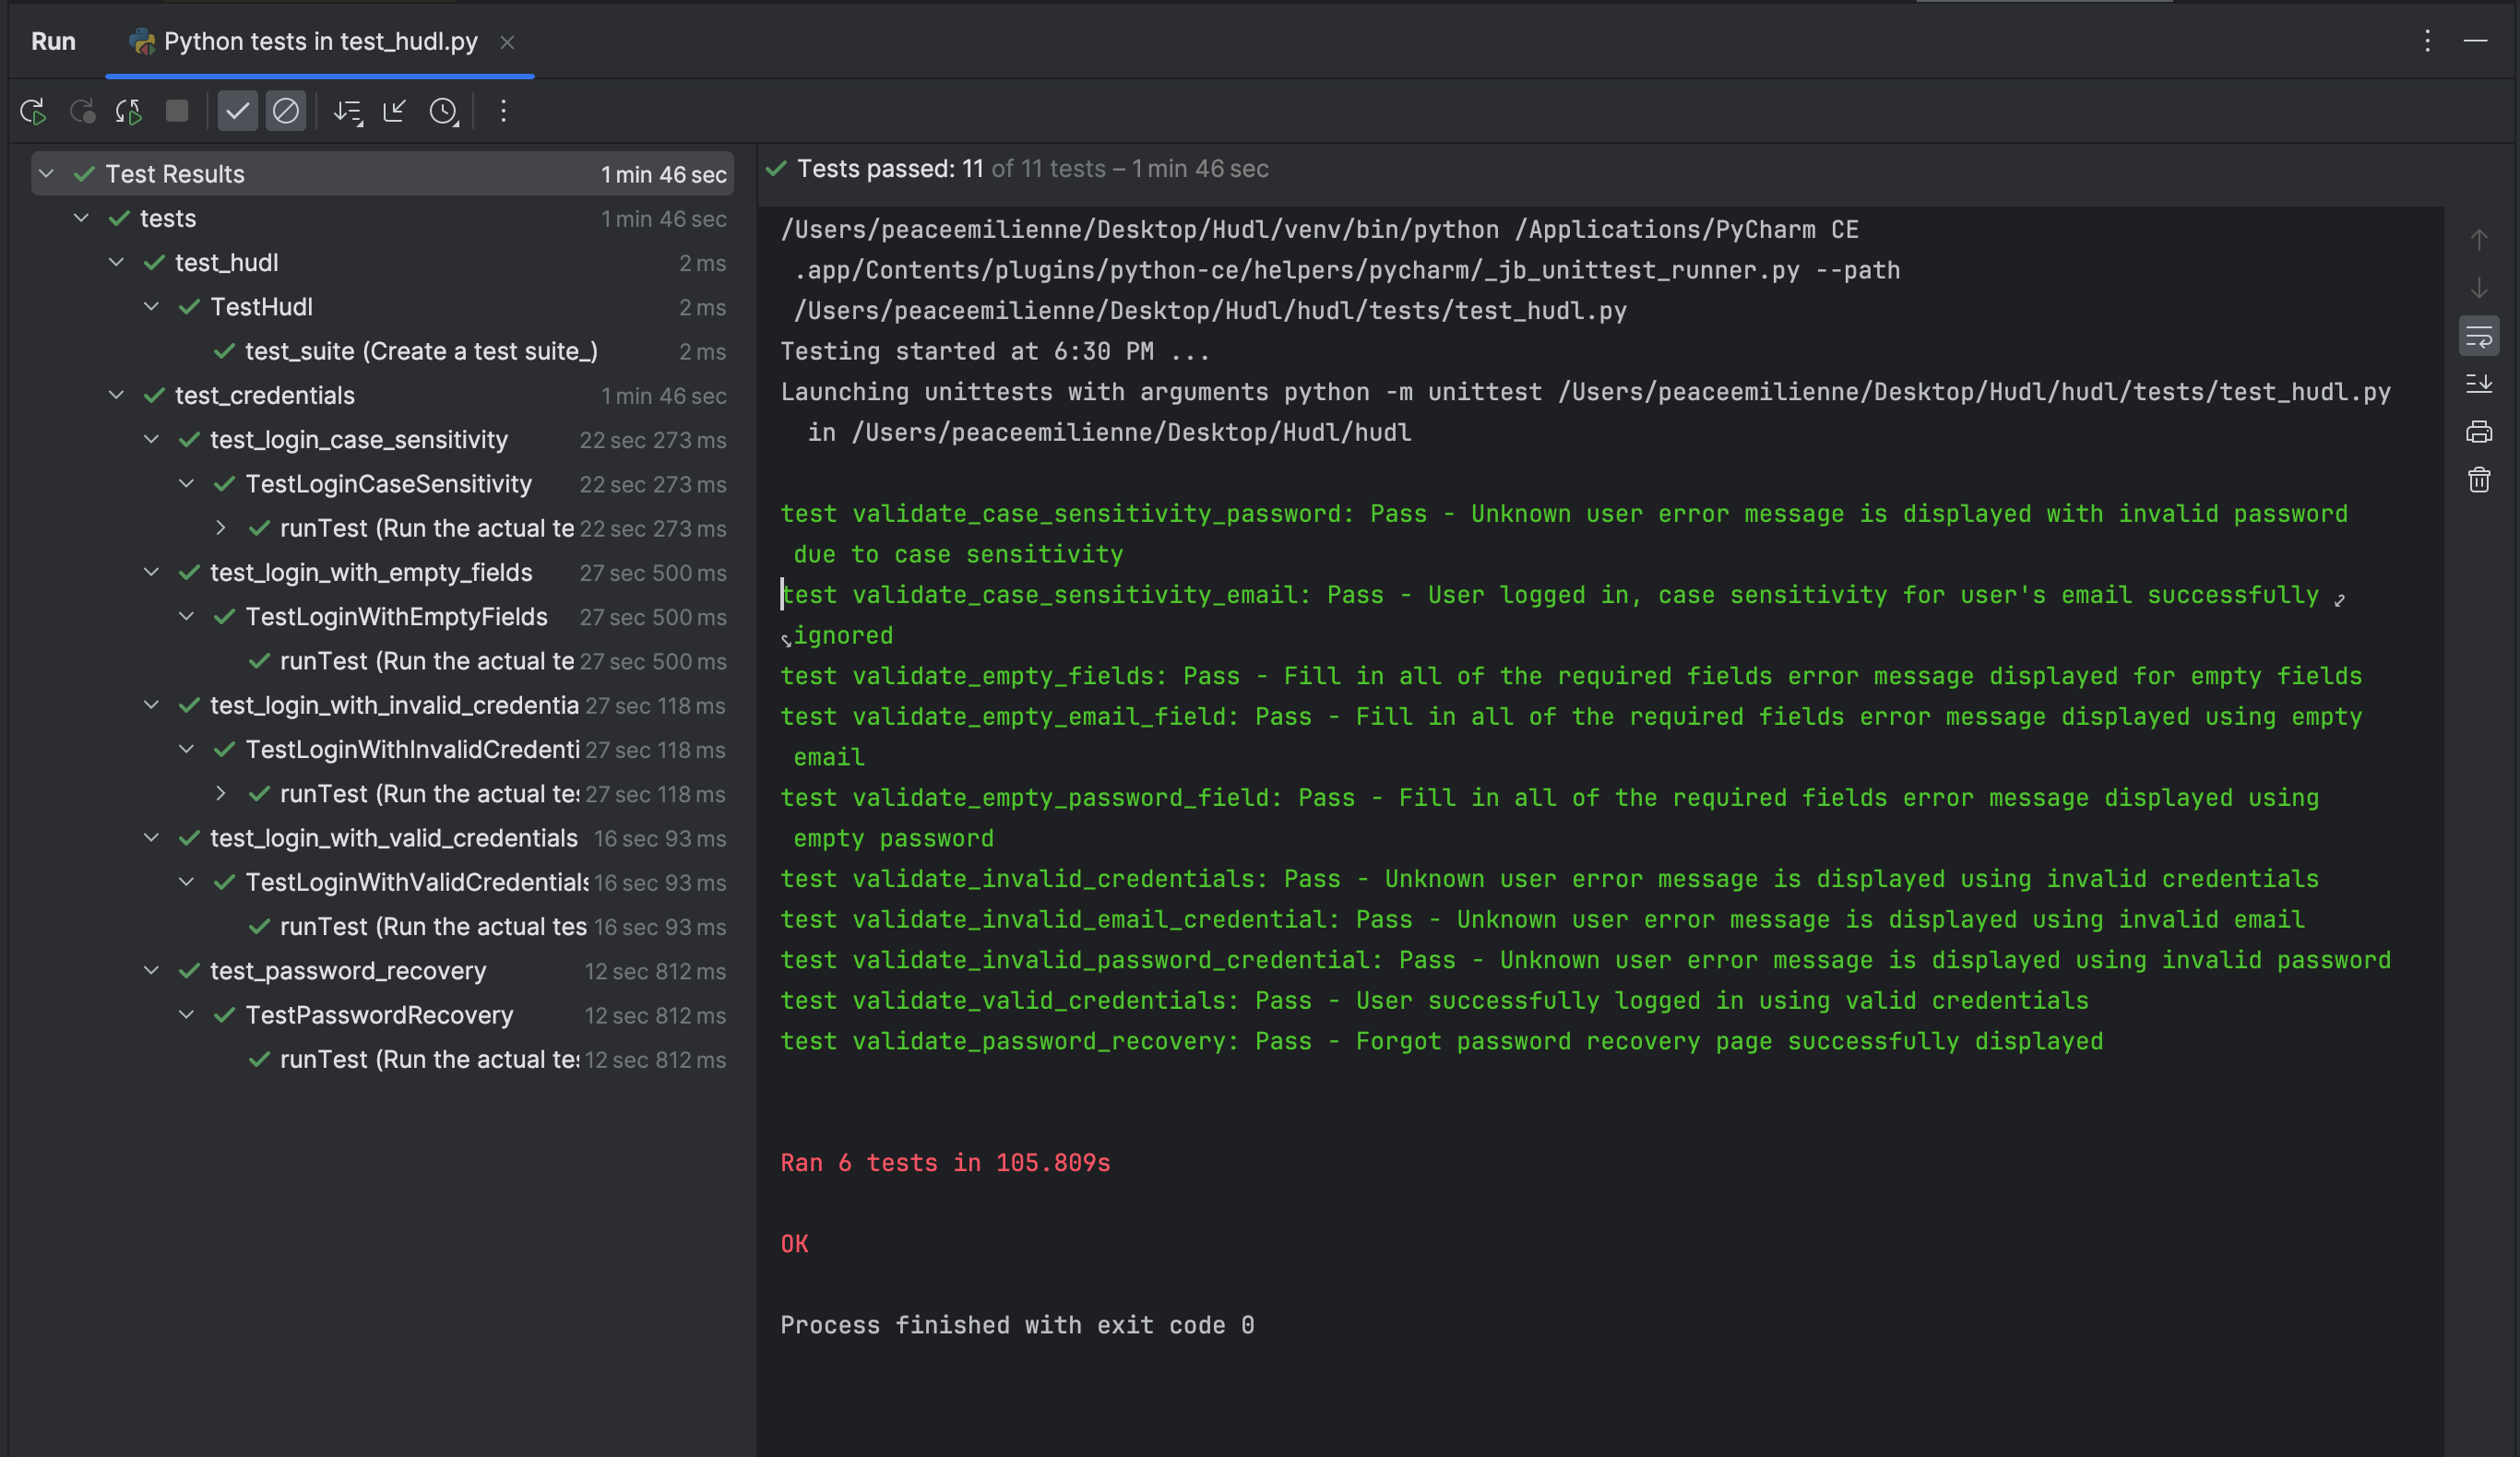 Run
Python tests in test_hudl.py
Test Results 1 min 46 sec
tests 1 min 46 sec
test_hudl 2 ms
TestHudl 2 ms
test_suite (Create a test suite_) 2 ms
test_credentials 1 min 46 sec
test_login_case_sensitivity 22 sec 273 ms
TestLoginCaseSensitivity 22 sec 273 ms
runTest (Run the actual te 22 sec 273 ms
test_login_with_empty_fields 27 sec 500 ms
TestLoginWithEmptyFields 27 sec 500 ms
runTest (Run the actual te 27 sec 500 ms
test_login_with_invalid_credentia 27 sec 118 ms
TestLoginWithInvalidCredenti 27 sec 118 ms
runTest (Run the actual tes 27 sec 118 ms
test_login_with_valid_credentials 16 sec 93 ms
TestLoginWithValidCredentials 16 sec 93 ms
runTest (Run the actual tes 16 sec 93 ms
test_password_recovery 12 sec 812 ms
TestPasswordRecovery 12 sec 812 ms
runTest (Run the actual tes 12 sec 812 ms
Tests passed: 11 of 11 tests – 1 min 46 sec
/Users/peaceemilienne/Desktop/Hudl/venv/bin/python /Applications/PyCharm CE
.app/Contents/plugins/python-ce/helpers/pycharm/_jb_unittest_runner.py --path
/Users/peaceemilienne/Desktop/Hudl/hudl/tests/test_hudl.py
Testing started at 6:30 PM ...
Launching unittests with arguments python -m unittest /Users/peaceemilienne/Desktop/Hudl/hudl/tests/test_hudl.py
in /Users/peaceemilienne/Desktop/Hudl/hudl
test validate_case_sensitivity_password: Pass - Unknown user error message is displayed with invalid password
due to case sensitivity
test validate_case_sensitivity_email: Pass - User logged in, case sensitivity for user's email successfully
ignored
test validate_empty_fields: Pass - Fill in all of the required fields error message displayed for empty fields
test validate_empty_email_field: Pass - Fill in all of the required fields error message displayed using empty
email
test validate_empty_password_field: Pass - Fill in all of the required fields error message displayed using
empty password
test validate_invalid_credentials: Pass - Unknown user error message is displayed using invalid credentials
test validate_invalid_email_credential: Pass - Unknown user error message is displayed using invalid email
test validate_invalid_password_credential: Pass - Unknown user error message is displayed using invalid password
test validate_valid_credentials: Pass - User successfully logged in using valid credentials
test validate_password_recovery: Pass - Forgot password recovery page successfully displayed
Ran 6 tests in 105.809s
OK
Process finished with exit code 0